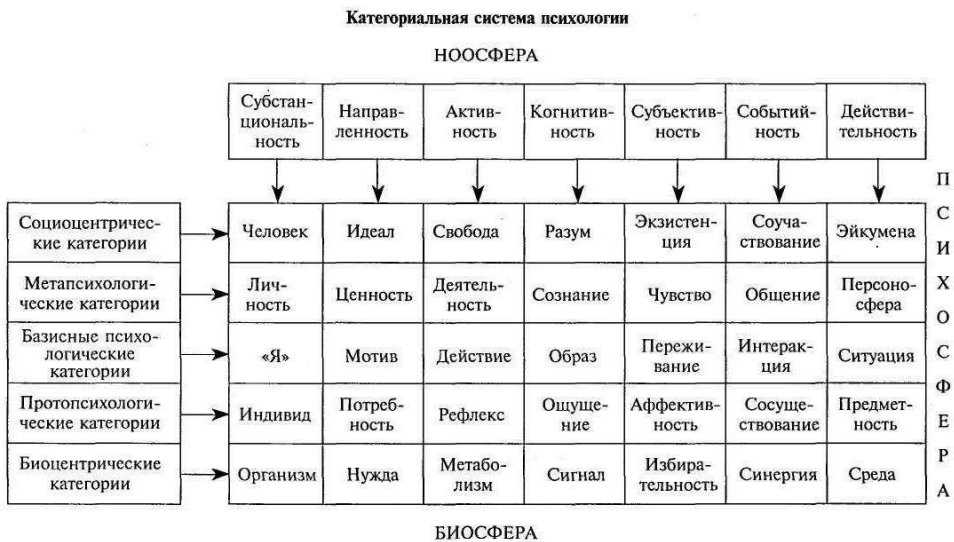 Категориальная система психологии
НООСФЕРА
Субстан-
циональ-
ность
Направ-
ленность
Актив-
ность
Когнитив-
ность
Субъектив-
ность
Событий-
ность
Действи-
тельность
Социоцентричес-
кие категории
Человек
Идеал
Свобода
Разум
Экзистен-
ция
Соуча-
ствование
Эйкумена
Метапсихологи-
ческие категории
Лич-
ность
Ценность
Деятель-
ность
Сознание
Чувство
Общение
Персоно-
сфера
Базисные психо-
логические
категории
«Я»
Мотив
Действие
Образ
Пережи-
вание
Интерак-
ция
Ситуация
Протопсихологи-
ческие категории
Индивид
Потреб-
ность
Рефлекс
Ощуще-
ние
Аффектив-
ность
Сосуще-
ствование
Предмет-
ность
Биоцентрические
категории
Организм
Нужда
Метабо-
лизм
Сигнал
Избира-
тельность
Синергия
Среда
П
С
И
Х
О
С
Ф
Е
Р
А
БИОСФЕРА